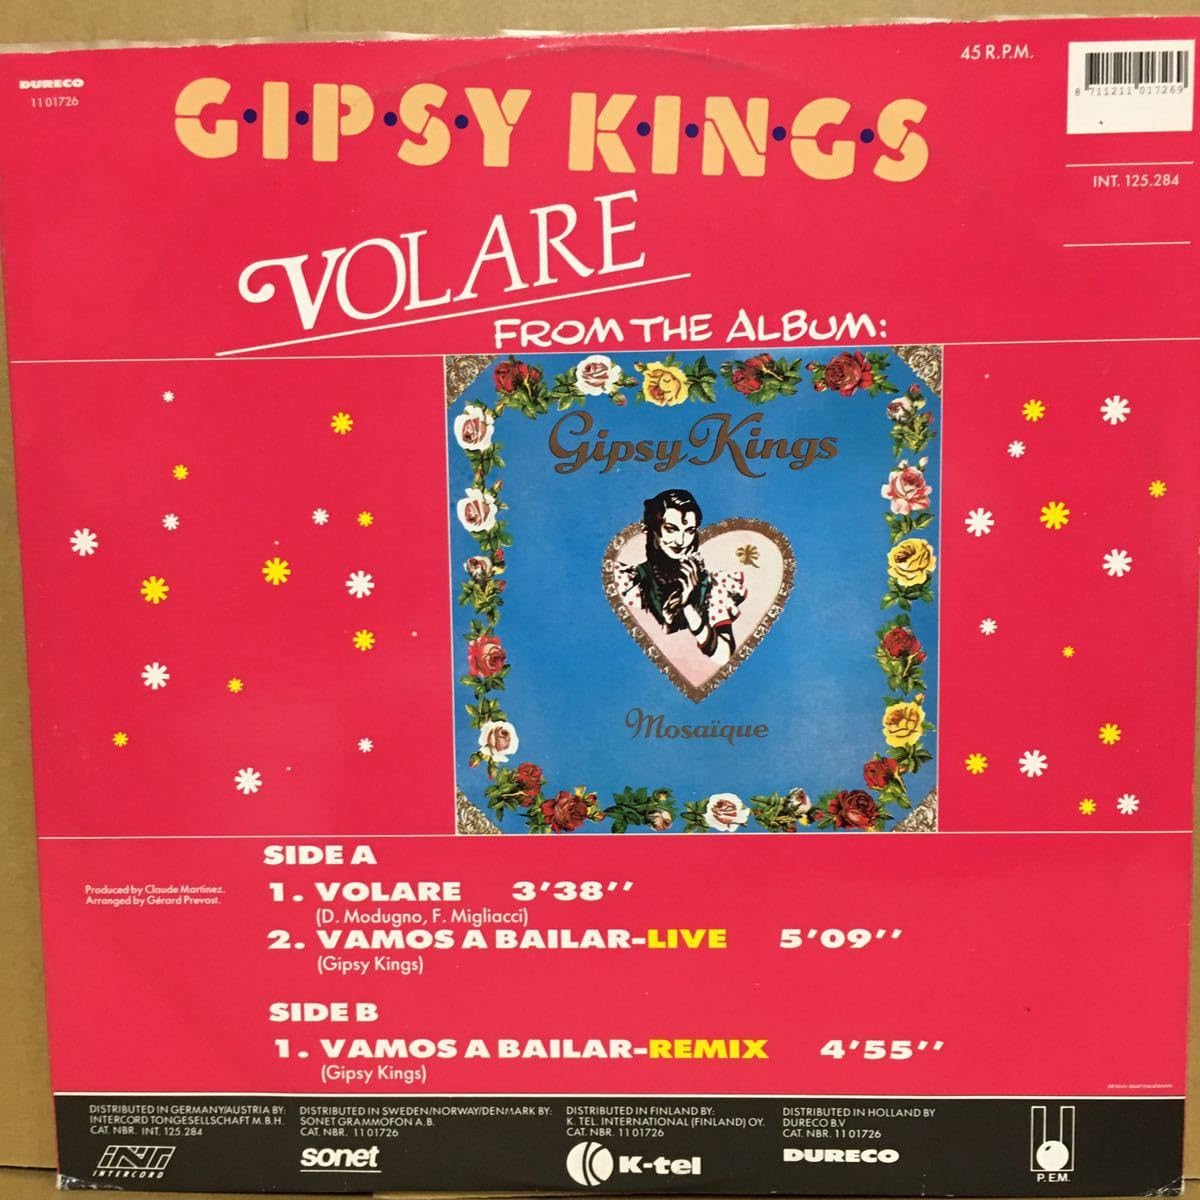 DURECO
11 01726
45 R.P.M.
8 711211 017269
INT. 125.284
G·I·P·S·Y K·I·N·G·S
VOLARE
FROM THE ALBUM:
Gipsy Kings
Mosaïque
SIDE A
Produced by Claude Martinez.
Arranged by Gérard Prevost.
1. VOLARE 3'38''
(D. Modugno, F. Migliacci)
2. VAMOS A BAILAR-LIVE 5'09''
(Gipsy Kings)
SIDE B
1. VAMOS A BAILAR-REMIX 4'55''
(Gipsy Kings)
DISTRIBUTED IN GERMANY/AUSTRIA BY:
INTERCORD TONGESELLSCHAFT M.B.H.
CAT. NBR. INT. 125.284
INT
INTERCORD
DISTRIBUTED IN SWEDEN/NORWAY/DENMARK BY:
SONET GRAMMOFON A.B.
CAT. NBR. 11 01726
sonet
DISTRIBUTED IN FINLAND BY:
K. TEL. INTERNATIONAL (FINLAND) OY.
CAT. NBR. 11 01726
K-tel
DISTRIBUTED IN HOLLAND BY
DURECO B.V
CAT. NBR. 11 01726
DURECO
P.E.M.